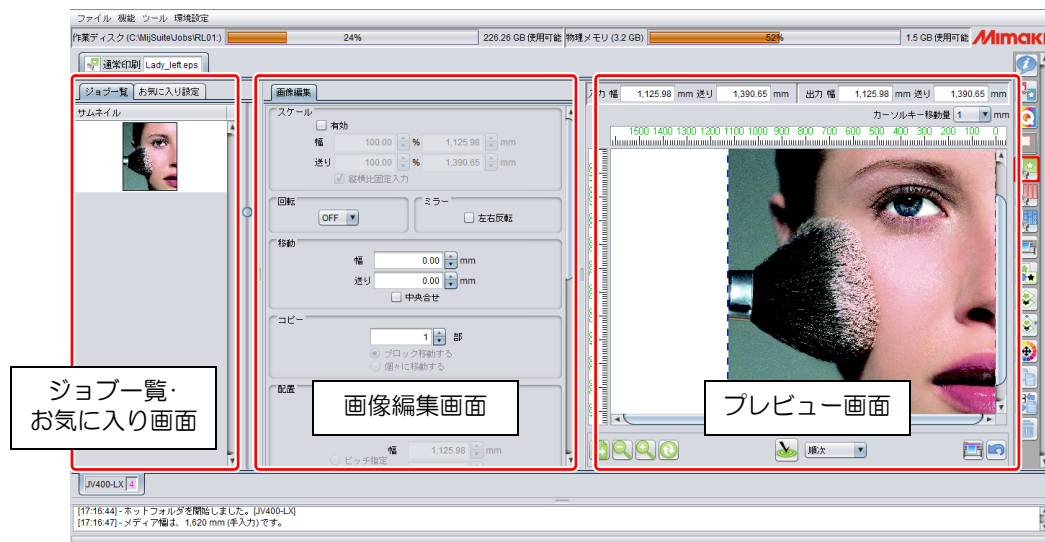 ファイル 機能 ツール 環境設定
作業ディスク (C:\MijSuite\Jobs\RL01:) 24% 226.26 GB 使用可能 物理メモリ (3.2 GB) 52% 1.5 GB 使用可能 Mimaki
通常印刷 Lady_left.eps
ジョブ一覧 お気に入り設定
サムネイル
画像編集
スケール
有効
幅 100.00 % 1,125.98 mm
送り 100.00 % 1,390.65 mm
縦横比固定入力
回転
OFF
ミラー
左右反転
移動
幅 0.00 mm
送り 0.00 mm
中央合せ
コピー
1 部
ブロック移動する
個々に移動する
配置
幅 1,125.98 mm
ピッチ指定
力 幅 1,125.98 mm 送り 1,390.65 mm 出力 幅 1,125.98 mm 送り 1,390.65 mm
カーソルキー移動量 1 mm
1500 1400 1300 1200 1100 1000 900 800 700 600 500 400 300 200 100 0
順次
ジョブ一覧・
お気に入り画面
画像編集画面
プレビュー画面
JV400-LX 4
[17:16:44] - ホットフォルダを開始しました。[JV400-LX]
[17:16:47] - メディア幅は、1,620 mm (手入力) です。